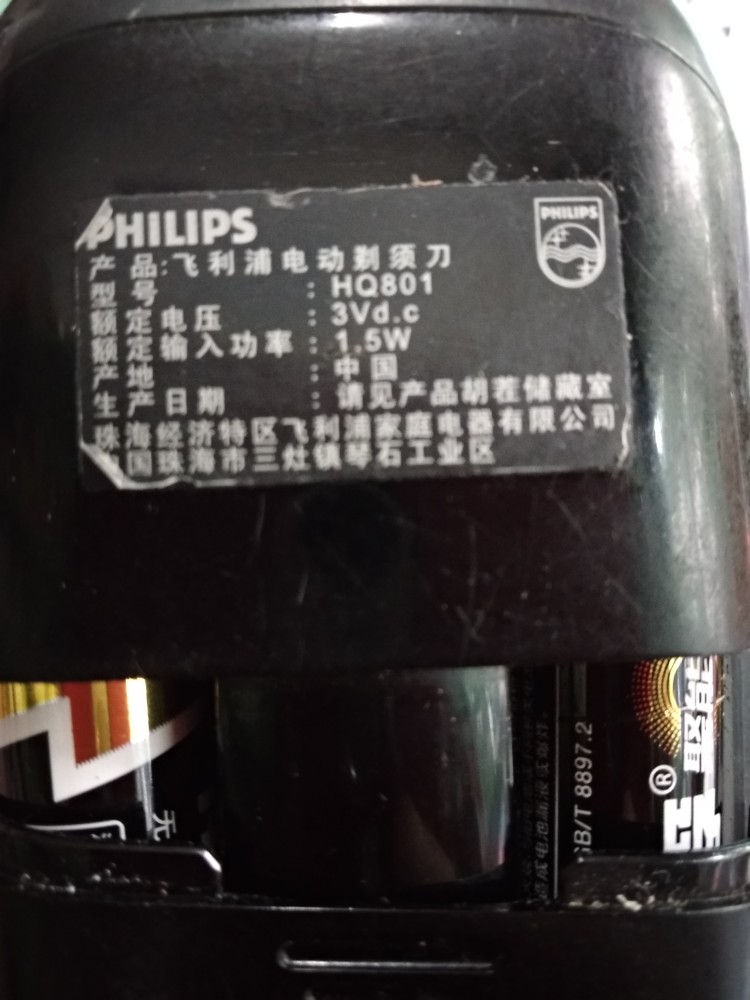 PHILIPS
PHILIPS
产品:飞利浦电动剃须刀
型号 : HQ801
额定电压 : 3Vd.c
额定输入功率 : 1.5W
产地 : 中国
生产日期 : 请见产品胡茬储藏室
珠海经济特区飞利浦家庭电器有限公司
国珠海市三灶镇琴石工业区
GB/T 8897.2
聚
®
无